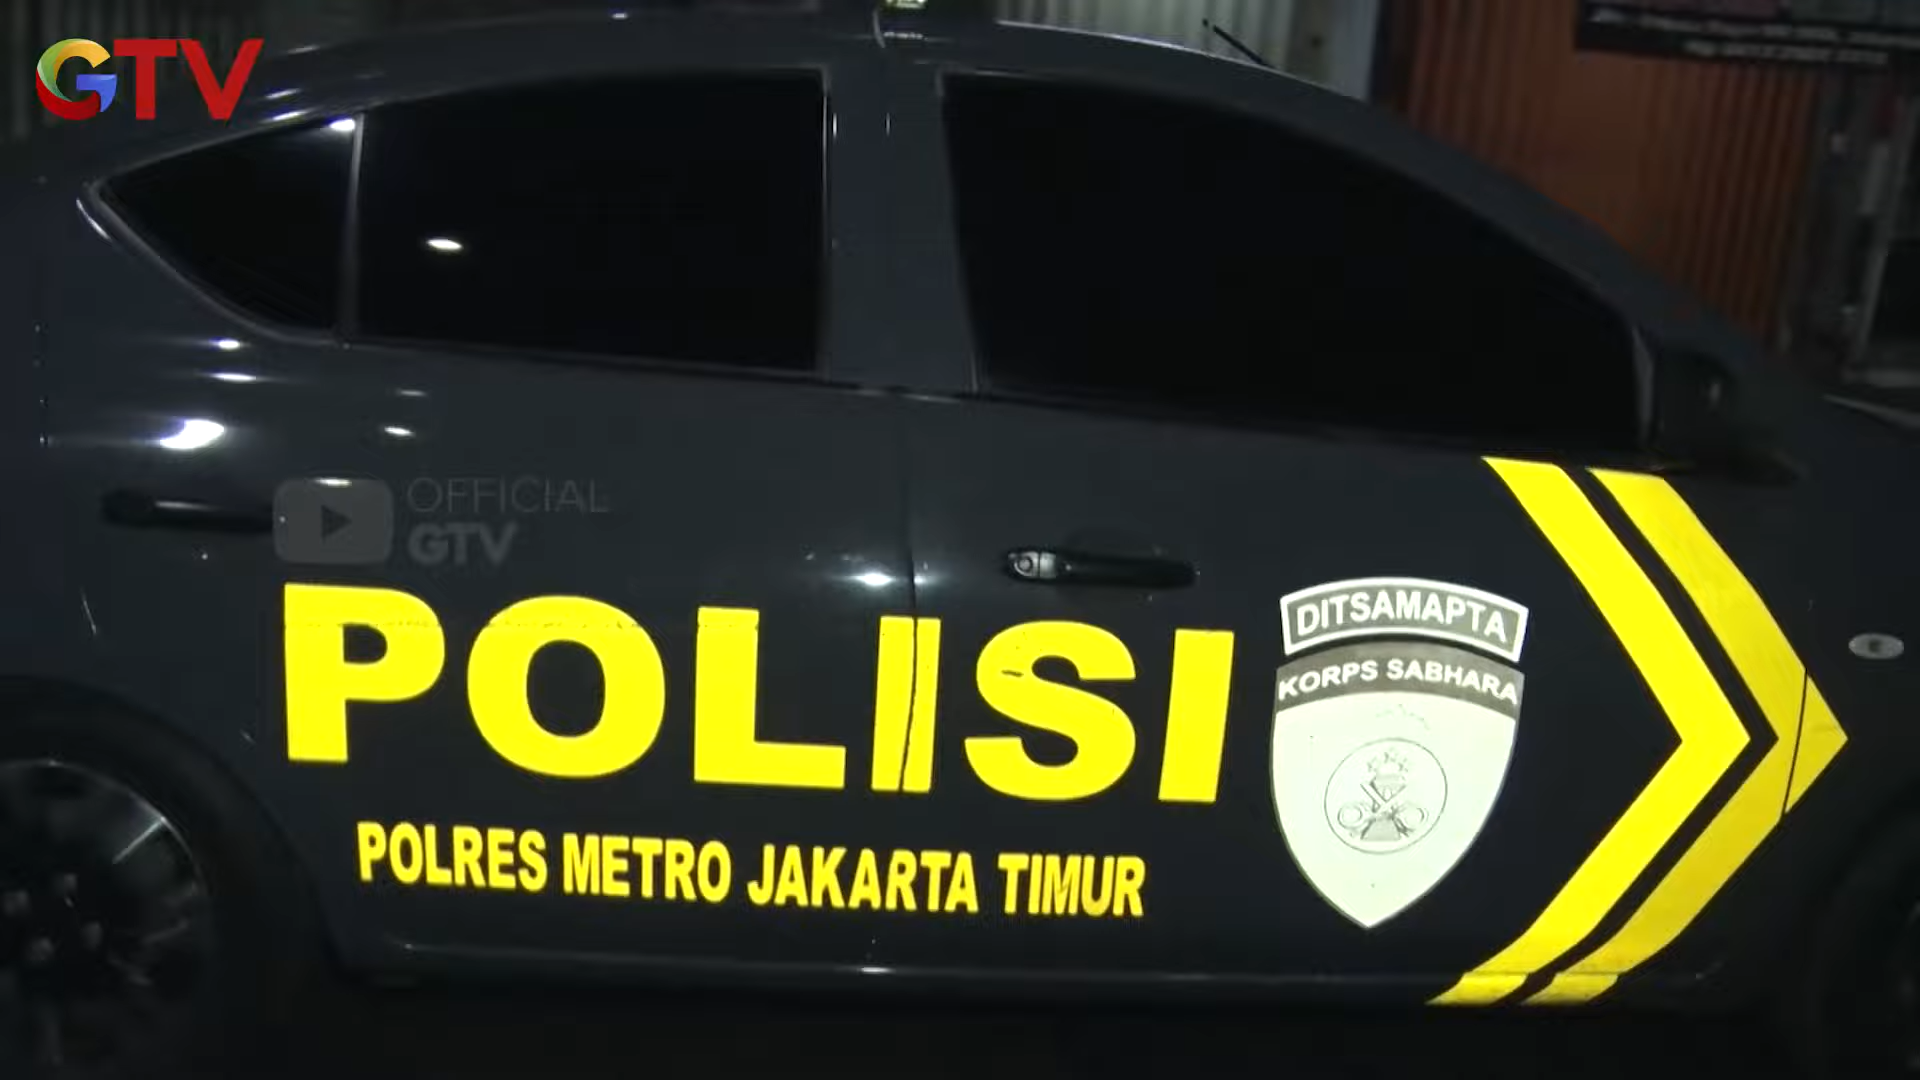 GTV
OFFICIAL
GTV
POLISI
POLRES METRO JAKARTA TIMUR
DITSAMAPTA
KORPS SABHARA